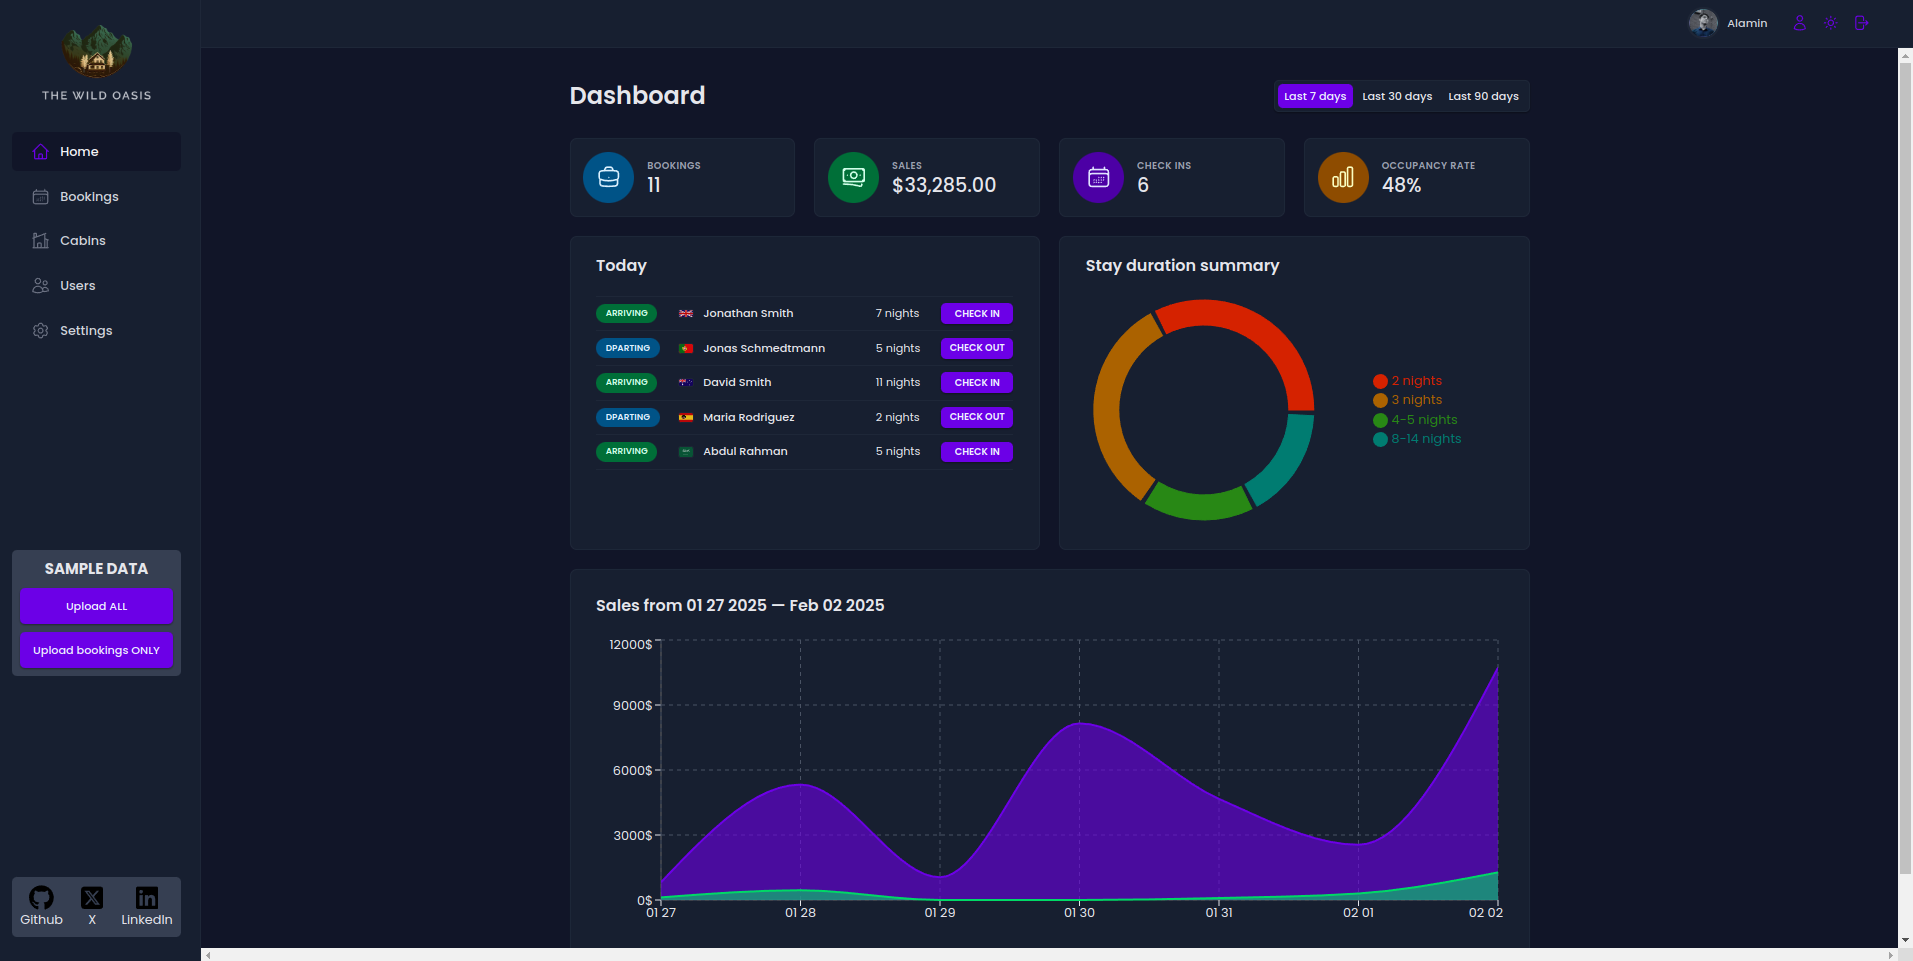 Alamin
THE WILD OASIS
Home
Bookings
Cabins
Users
Settings
SAMPLE DATA
Upload ALL
Upload bookings ONLY
Github
X
LinkedIn
Dashboard
Last 7 days Last 30 days Last 90 days
BOOKINGS
11
SALES
$33,285.00
CHECK INS
6
OCCUPANCY RATE
48%
Today
ARRIVING Jonathan Smith 7 nights CHECK IN
DPARTING Jonas Schmedtmann 5 nights CHECK OUT
ARRIVING David Smith 11 nights CHECK IN
DPARTING Maria Rodriguez 2 nights CHECK OUT
ARRIVING Abdul Rahman 5 nights CHECK IN
Stay duration summary
2 nights
3 nights
4-5 nights
8-14 nights
Sales from 01 27 2025 — Feb 02 2025
12000$
9000$
6000$
3000$
0$
01 27 01 28 01 29 01 30 01 31 02 01 02 02